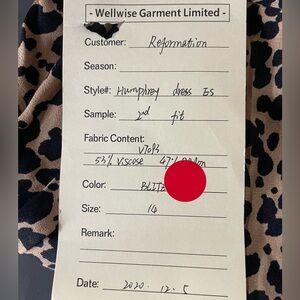 - Wellwise Garment Limited -
Customer: Reformation
Season:
Style#: Humphrey dress ES
Sample: 2nd fit
Fabric Content:
53% Viscose 47%
Color:
Size: 14
Remark:
Date: 2020. 12. 5